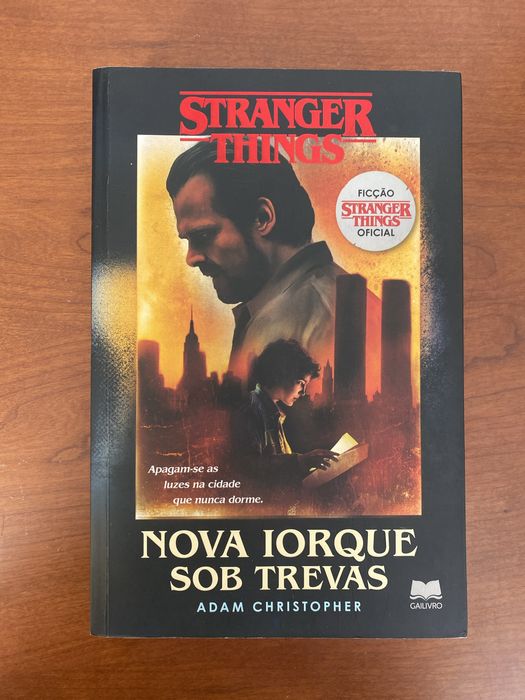 STRANGER
THINGS
FICÇÃO
STRANGER
THINGS
OFICIAL
Apagam-se as
luzes na cidade
que nunca dorme.
NOVA IORQUE
SOB TREVAS
ADAM CHRISTOPHER
GAILIVRO